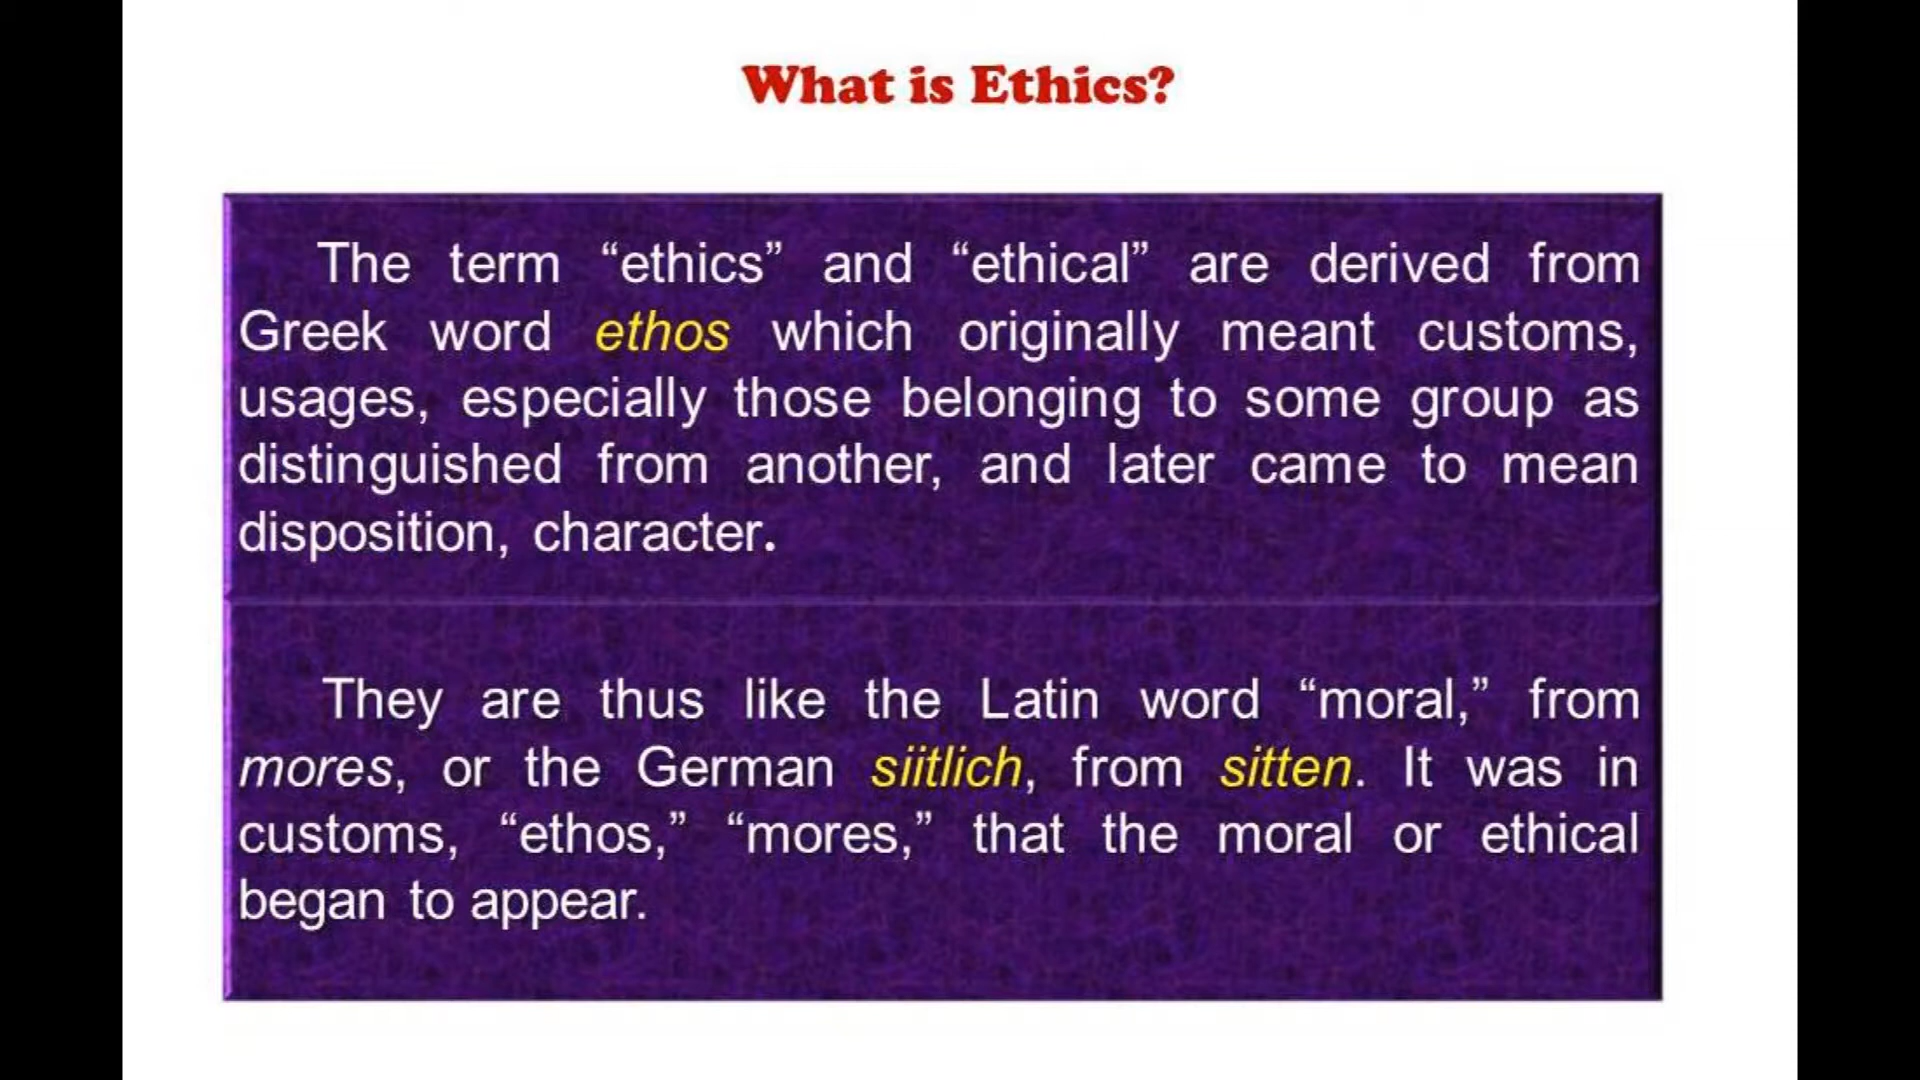 What is Ethics?
The term “ethics” and “ethical” are derived from
Greek word ethos which originally meant customs,
usages, especially those belonging to some group as
distinguished from another, and later came to mean
disposition, character.
They are thus like the Latin word “moral,” from
mores, or the German siitlich, from sitten. It was in
customs, “ethos,” “mores,” that the moral or ethical
began to appear.